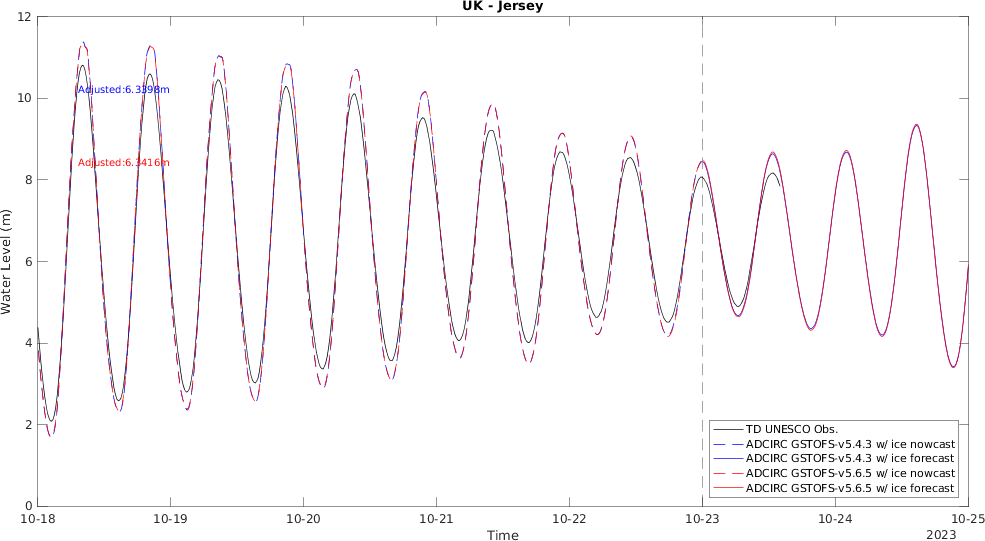 UK - Jersey
12
10
8
6
4
2
0
Water Level (m)
Adjusted:6.3398m
Adjusted:6.3416m
TD UNESCO Obs.
ADCIRC GSTOFS-v5.4.3 w/ ice nowcast
ADCIRC GSTOFS-v5.4.3 w/ ice forecast
ADCIRC GSTOFS-v5.6.5 w/ ice nowcast
ADCIRC GSTOFS-v5.6.5 w/ ice forecast
10-18 10-19 10-20 10-21 10-22 10-23 10-24 10-25
Time
2023